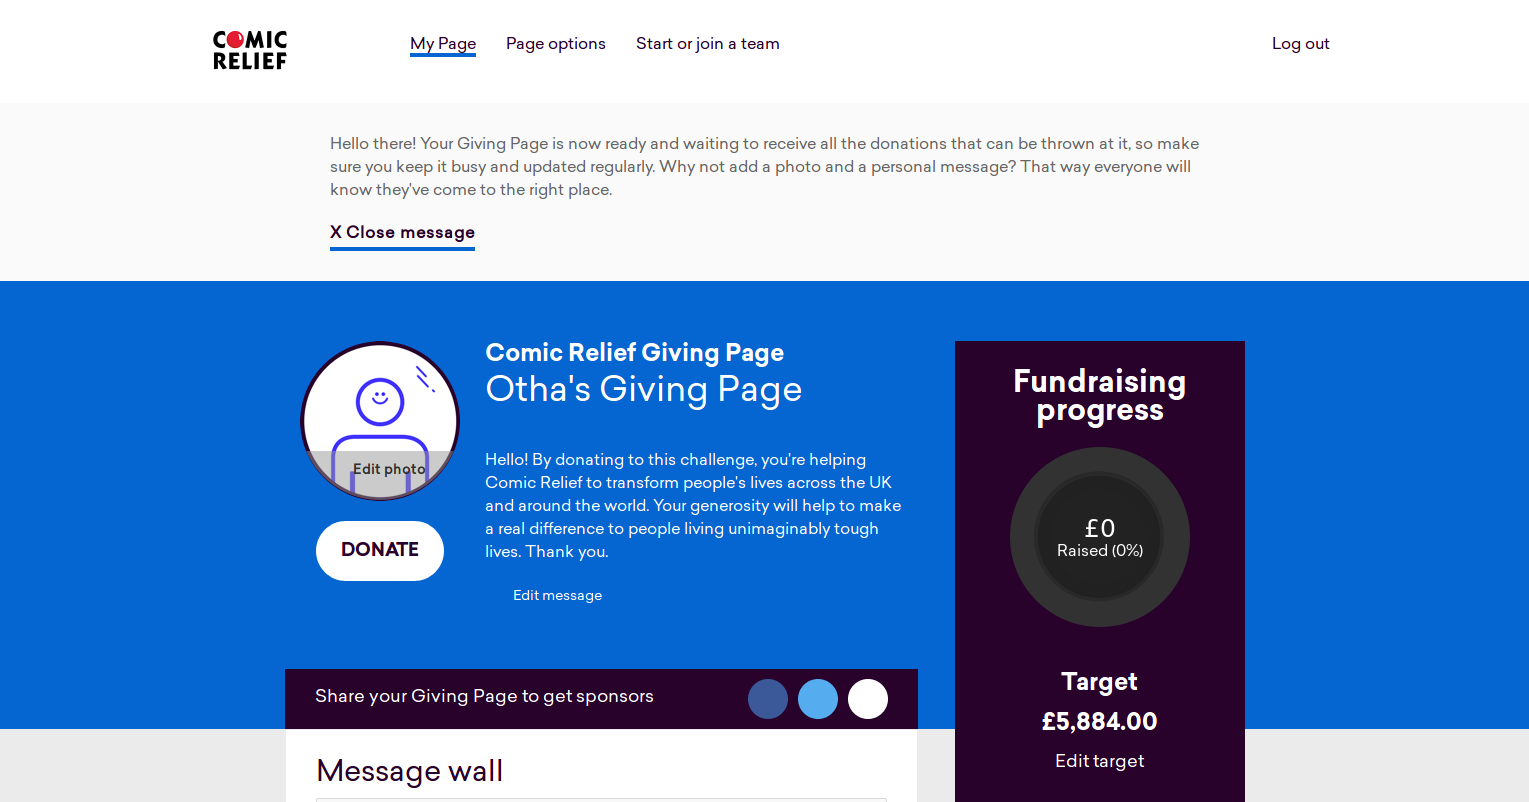 COMIC
RELIEF
My Page
Page options
Start or join a team
Log out
Hello there! Your Giving Page is now ready and waiting to receive all the donations that can be thrown at it, so make
sure you keep it busy and updated regularly. Why not add a photo and a personal message? That way everyone will
know they've come to the right place.
X Close message
Edit photo
DONATE
Comic Relief Giving Page
Otha's Giving Page
Hello! By donating to this challenge, you're helping
Comic Relief to transform people's lives across the UK
and around the world. Your generosity will help to make
a real difference to people living unimaginably tough
lives. Thank you.
Edit message
Fundraising
progress
£0
Raised (0%)
Target
£5,884.00
Edit target
Share your Giving Page to get sponsors
Message wall